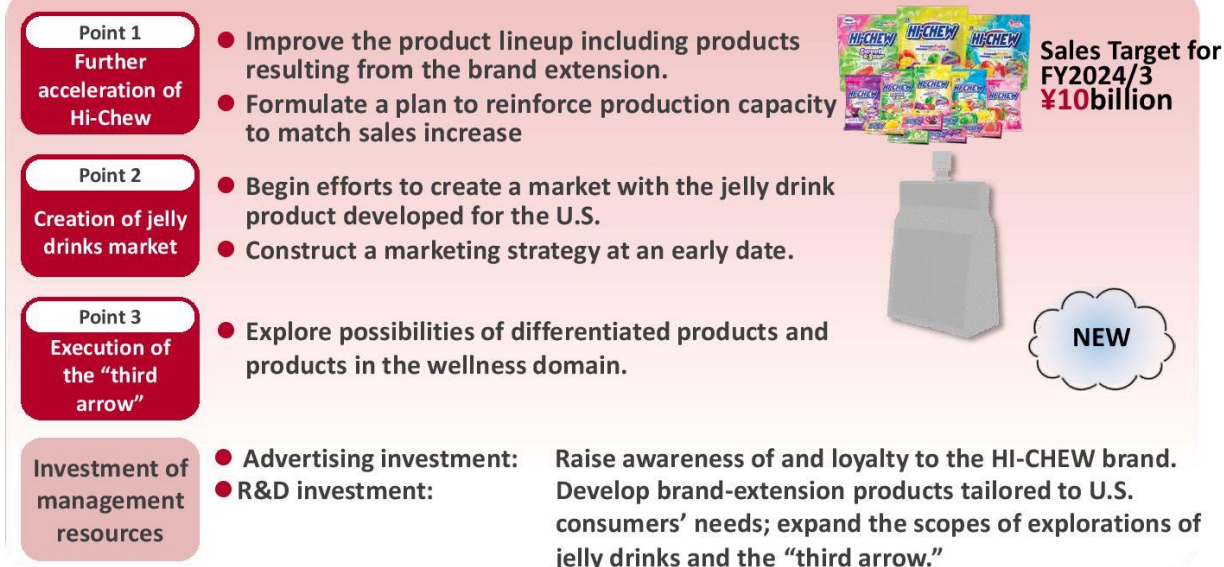 Point 1
Further
acceleration of
Hi-Chew
● Improve the product lineup including products
resulting from the brand extension.
● Formulate a plan to reinforce production capacity
to match sales increase
HI-CHEW
HI-CHEW
HI-CHEW
Sales Target for
FY2024/3
¥10billion
Point 2
Creation of jelly
drinks market
● Begin efforts to create a market with the jelly drink
product developed for the U.S.
● Construct a marketing strategy at an early date.
Point 3
Execution of
the “third
arrow”
● Explore possibilities of differentiated products and
products in the wellness domain.
NEW
Investment of
management
resources
● Advertising investment: Raise awareness of and loyalty to the HI-CHEW brand.
● R&D investment: Develop brand-extension products tailored to U.S.
consumers’ needs; expand the scopes of explorations of
jelly drinks and the “third arrow.”